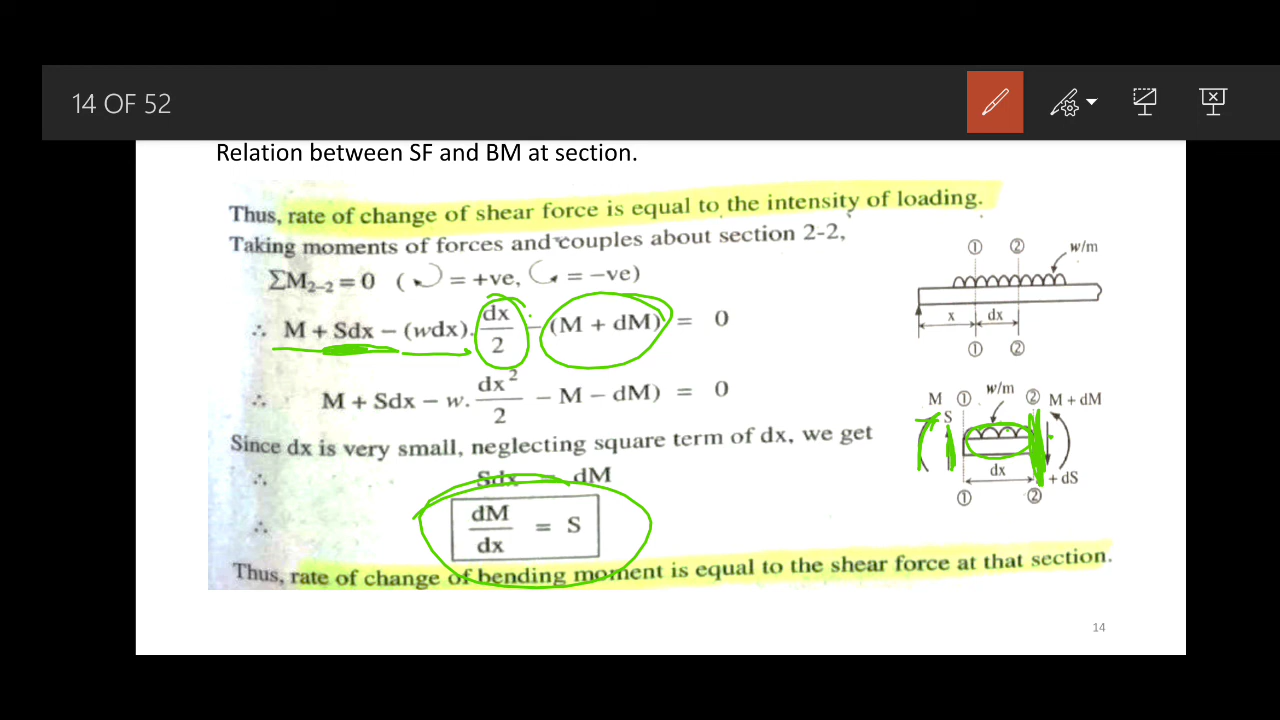 14 OF 52
Relation between SF and BM at section.
Thus, rate of change of shear force is equal to the intensity of loading.
Taking moments of forces and couples about section 2-2,
ΣM₂₋₂ = 0 ( = +ve, = −ve)
∴ M + Sdx − (wdx). dx/2 − (M + dM) = 0
∴ M + Sdx − w. dx²/2 − M − dM) = 0
Since dx is very small, neglecting square term of dx, we get
∴ Sdx = dM
∴ dM/dx = S
Thus, rate of change of bending moment is equal to the shear force at that section.
① ② w/m
x dx
① ②
M ① w/m ② M + dM
S
dx
+ dS
① ②
14